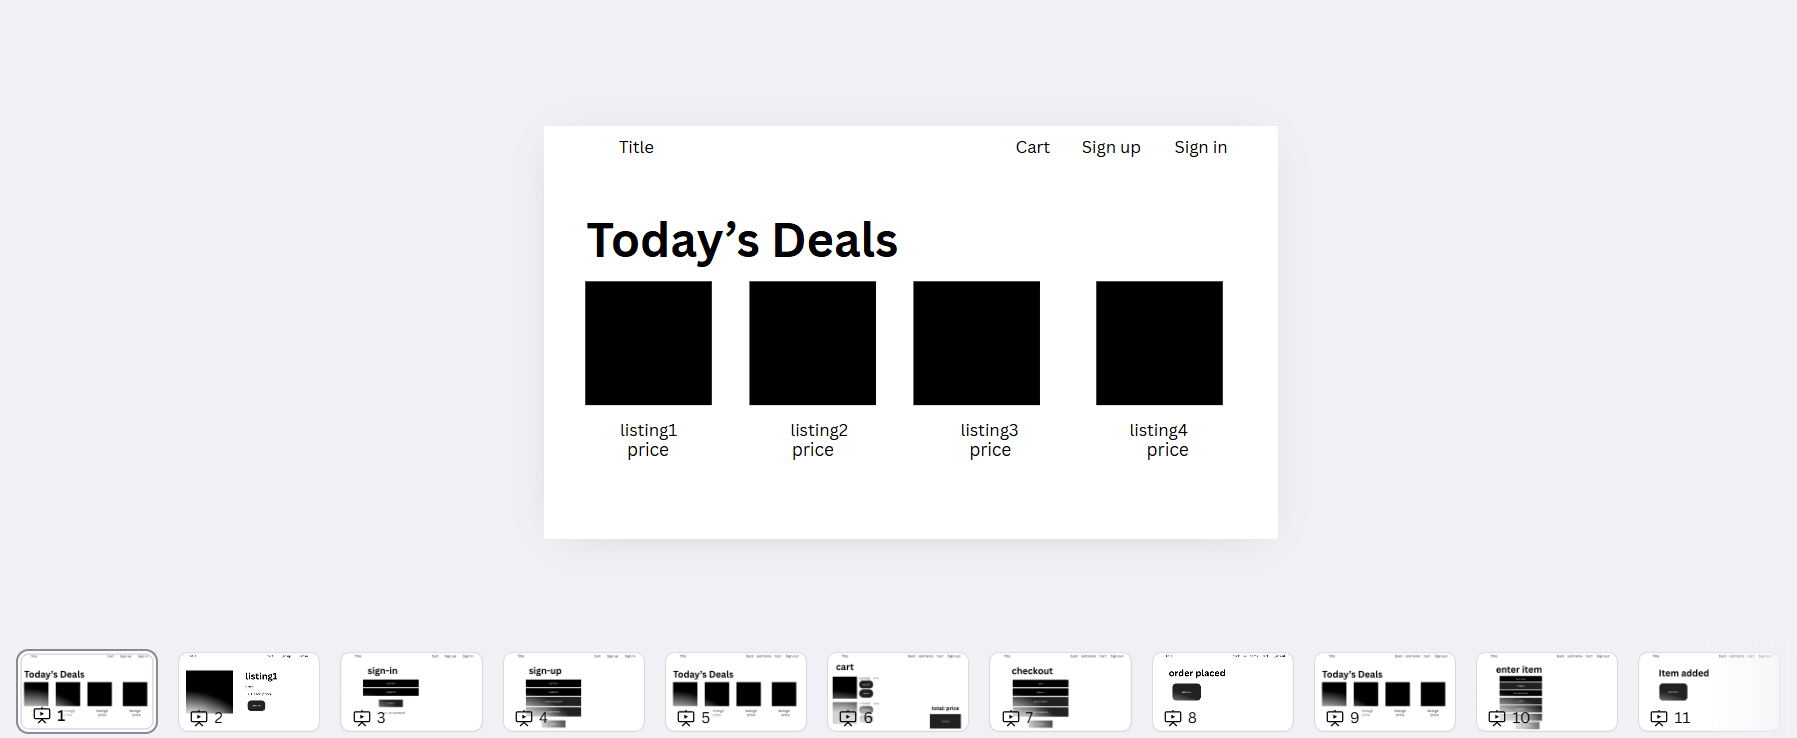 Title Cart Sign up Sign in
Today’s Deals
listing1 listing2 listing3 listing4
price price price price
Today's Deals
1
listing1
2
sign-in
3
sign-up
4
Today's Deals
5
cart
total: price
6
checkout
7
order placed
8
Today's Deals
9
enter item
10
Item added
11